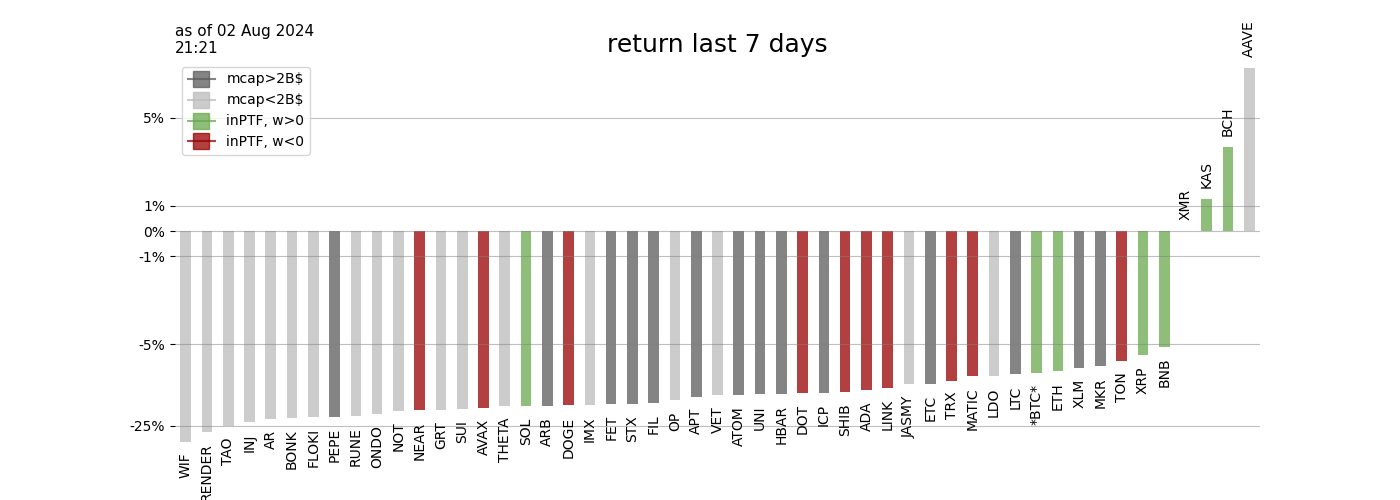 as of 02 Aug 2024
21:21
return last 7 days
mcap>2B$
mcap<2B$
inPTF, w>0
inPTF, w<0
5%
1%
0%
-1%
-5%
-25%
WIF
RENDER
TAO
INJ
AR
BONK
FLOKI
PEPE
RUNE
ONDO
NOT
NEAR
GRT
SUI
AVAX
THETA
SOL
ARB
DOGE
IMX
FET
STX
FIL
OP
APT
VET
ATOM
UNI
HBAR
DOT
ICP
SHIB
ADA
LINK
JASMY
ETC
TRX
MATIC
LDO
LTC
*BTC*
ETH
XLM
MKR
TON
XRP
BNB
XMR
KAS
BCH
AAVE